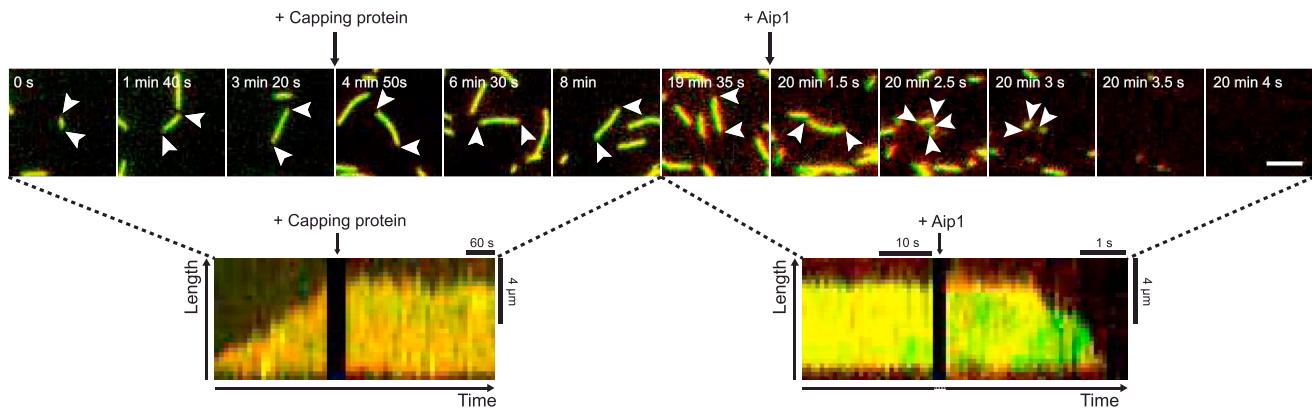 + Capping protein
+ Aip1
0 s
1 min 40 s
3 min 20 s
4 min 50s
6 min 30 s
8 min
19 min 35 s
20 min 1.5 s
20 min 2.5 s
20 min 3 s
20 min 3.5 s
20 min 4 s
+ Capping protein
60 s
Length
4 μm
Time
+ Aip1
10 s
1 s
Length
4 μm
Time